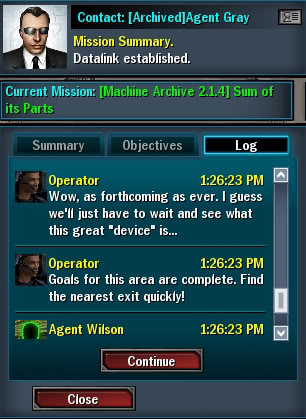 Contact: [Archived]Agent Gray
Mission Summary.
Datalink established.
Current Mission: [Machine Archive 2.1.4] Sum of
its Parts
Summary
Objectives
Log
Operator 1:26:23 PM
Wow, as forthcoming as ever. I guess
we'll just have to wait and see what
this great "device" is...
Operator 1:26:23 PM
Goals for this area are complete. Find
the nearest exit quickly!
Agent Wilson 1:26:23 PM
Continue
Close